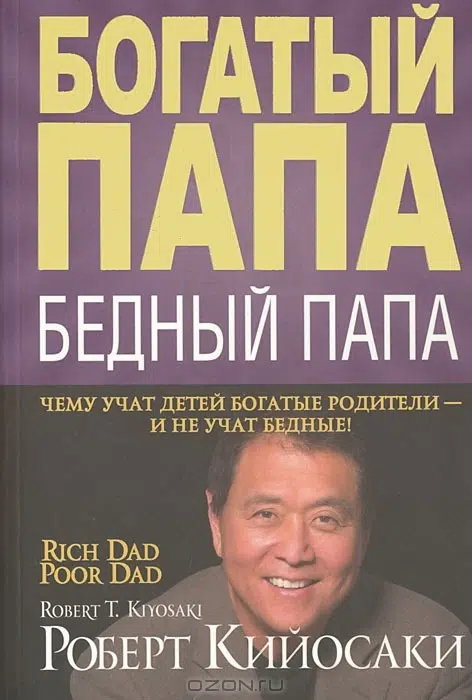 БОГАТЫЙ
ПАПА
БЕДНЫЙ ПАПА
ЧЕМУ УЧАТ ДЕТЕЙ БОГАТЫЕ РОДИТЕЛИ —
И НЕ УЧАТ БЕДНЫЕ!
RICH DAD
POOR DAD
ROBERT T. KIYOSAKI
РОБЕРТ КИЙОСАКИ
OZON.RU